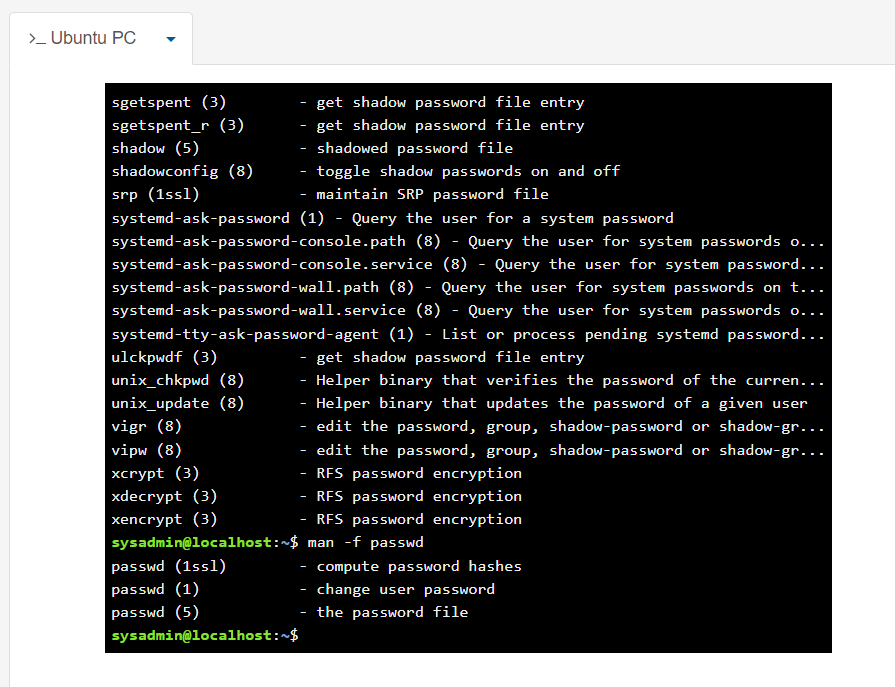 >_ Ubuntu PC
sgetspent (3)        - get shadow password file entry
sgetspent_r (3)      - get shadow password file entry
shadow (5)           - shadowed password file
shadowconfig (8)     - toggle shadow passwords on and off
srp (1ssl)           - maintain SRP password file
systemd-ask-password (1) - Query the user for a system password
systemd-ask-password-console.path (8) - Query the user for system passwords o...
systemd-ask-password-console.service (8) - Query the user for system password...
systemd-ask-password-wall.path (8) - Query the user for system passwords on t...
systemd-ask-password-wall.service (8) - Query the user for system passwords o...
systemd-tty-ask-password-agent (1) - List or process pending systemd password...
ulckpwdf (3)         - get shadow password file entry
unix_chkpwd (8)      - Helper binary that verifies the password of the curren...
unix_update (8)      - Helper binary that updates the password of a given user
vigr (8)             - edit the password, group, shadow-password or shadow-gr...
vipw (8)             - edit the password, group, shadow-password or shadow-gr...
xcrypt (3)           - RFS password encryption
xdecrypt (3)         - RFS password encryption
xencrypt (3)         - RFS password encryption
sysadmin@localhost:~$ man -f passwd
passwd (1ssl)        - compute password hashes
passwd (1)           - change user password
passwd (5)           - the password file
sysadmin@localhost:~$